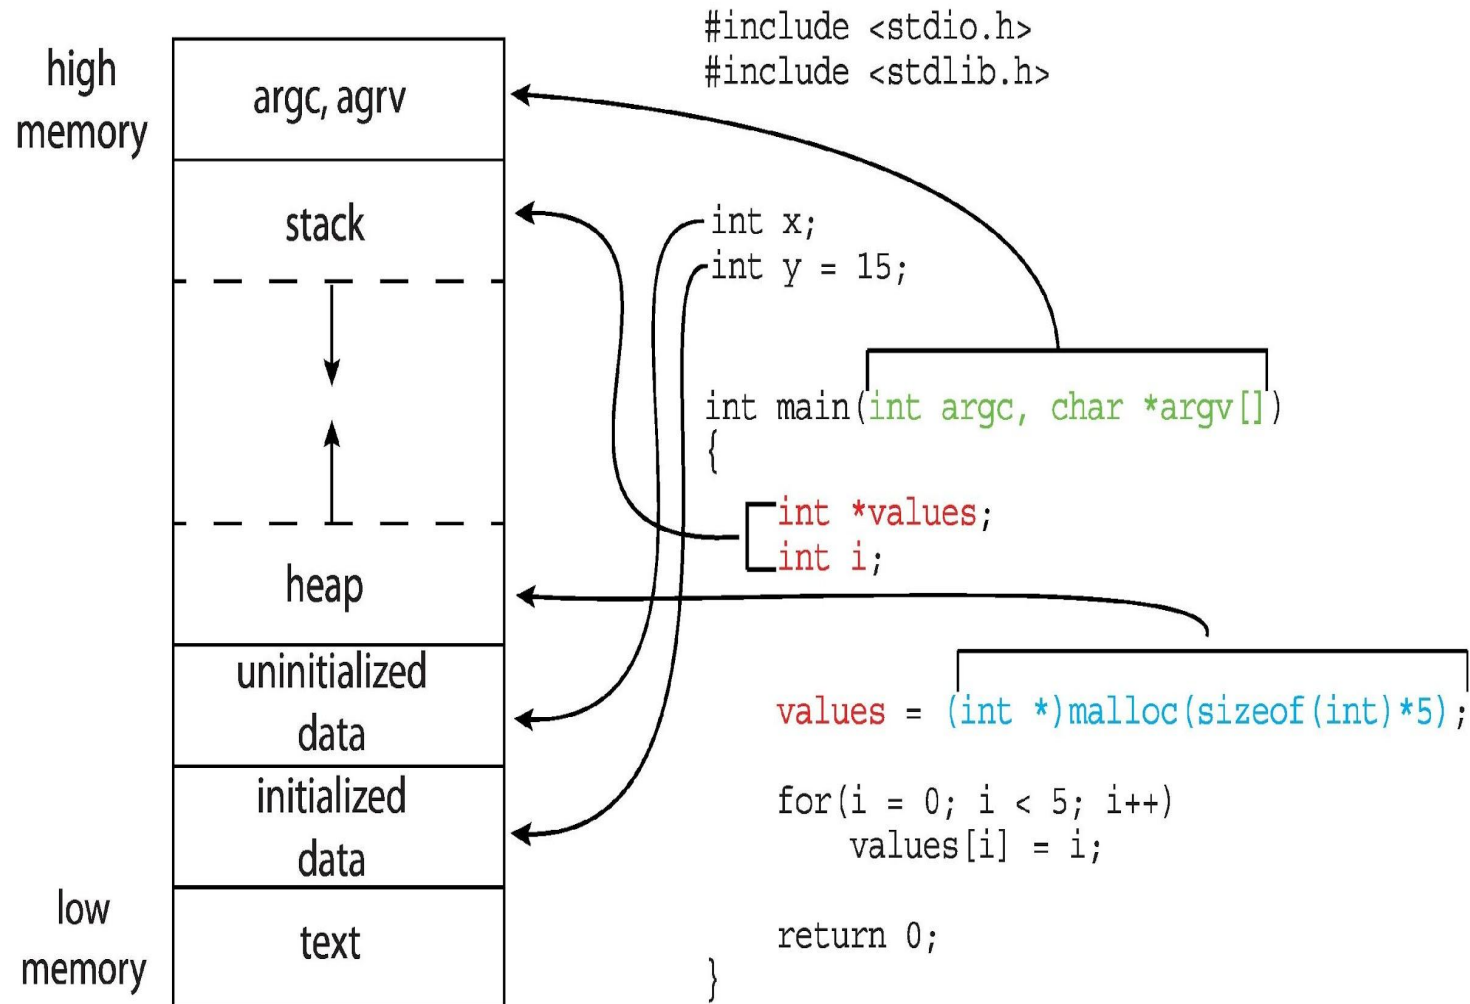 high
memory
argc, agrv
stack
heap
uninitialized
data
initialized
data
low
memory
text
#include <stdio.h>
#include <stdlib.h>
int x;
int y = 15;
int main(int argc, char *argv[])
{
int *values;
int i;
values = (int *)malloc(sizeof(int)*5);
for(i = 0; i < 5; i++)
values[i] = i;
return 0;
}